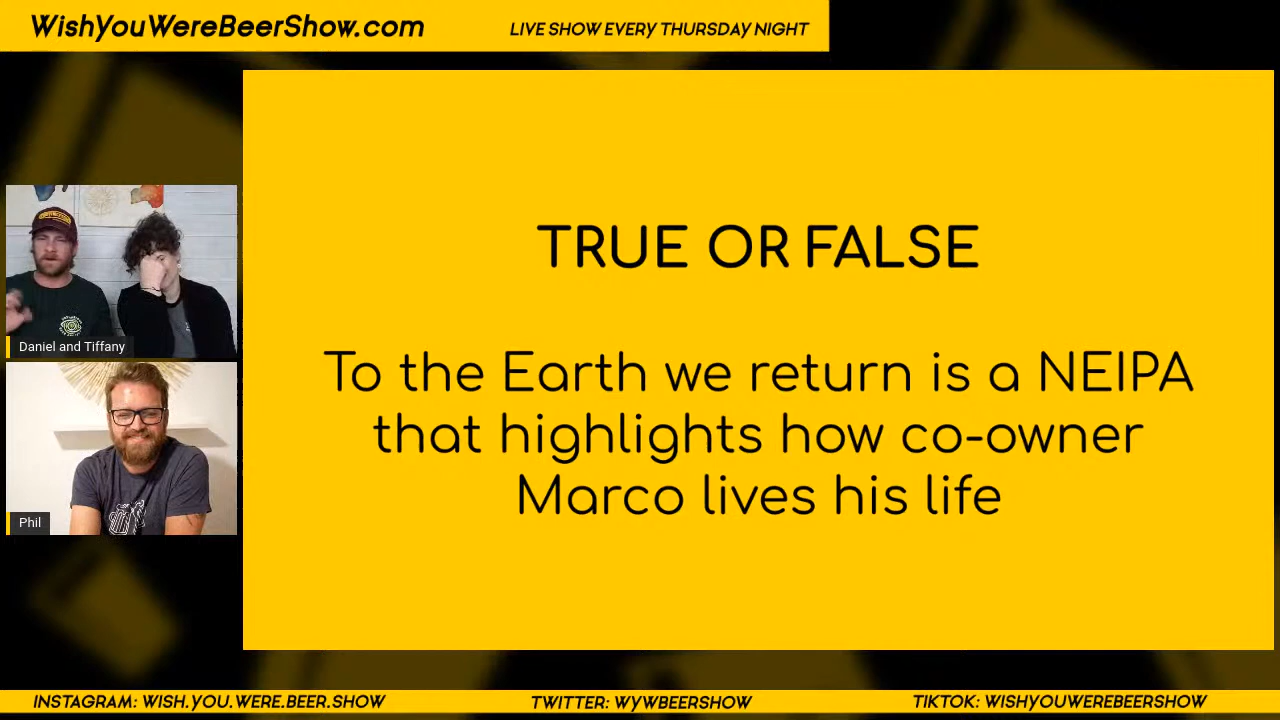 WishYouWereBeerShow.com
LIVE SHOW EVERY THURSDAY NIGHT
TRUE OR FALSE
To the Earth we return is a NEIPA
that highlights how co-owner
Marco lives his life
Daniel and Tiffany
Phil
INSTAGRAM: WISH.YOU.WERE.BEER.SHOW
TWITTER: WYWBEERSHOW
TIKTOK: WISHYOUWEREBEERSHOW